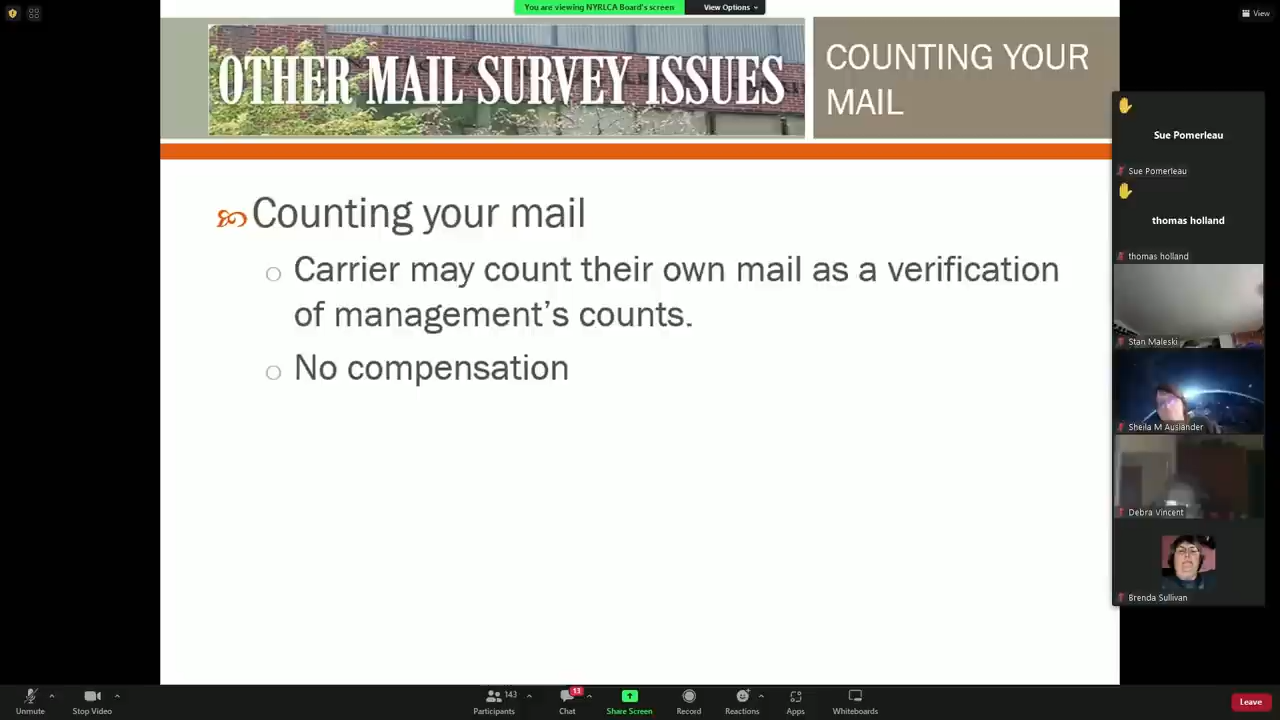 You are viewing NYRLCA Board's screen
View Options
View
OTHER MAIL SURVEY ISSUES
COUNTING YOUR
MAIL
Counting your mail
Carrier may count their own mail as a verification
of management's counts.
No compensation
Sue Pomerleau
Sue Pomerleau
thomas holland
thomas holland
Stan Maleski
Sheila M Auslander
Debra Vincent
Brenda Sullivan
Unmute
Stop Video
143
Participants
13
Chat
Share Screen
Record
Reactions
Apps
Whiteboards
Leave